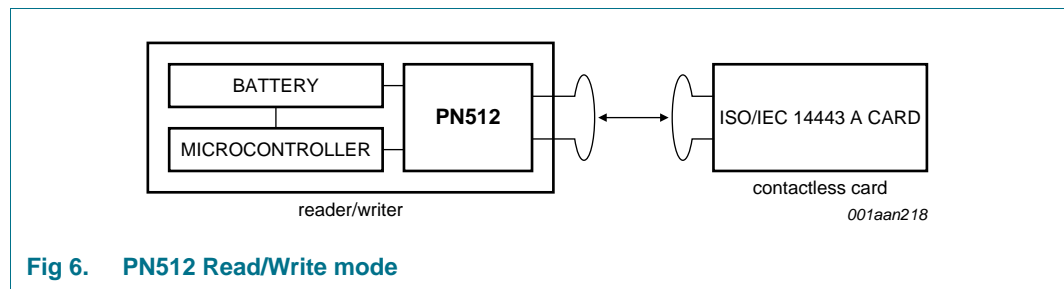 BATTERY
PN512
MICROCONTROLLER
ISO/IEC 14443 A CARD
reader/writer
contactless card
001aan218
Fig 6. PN512 Read/Write mode